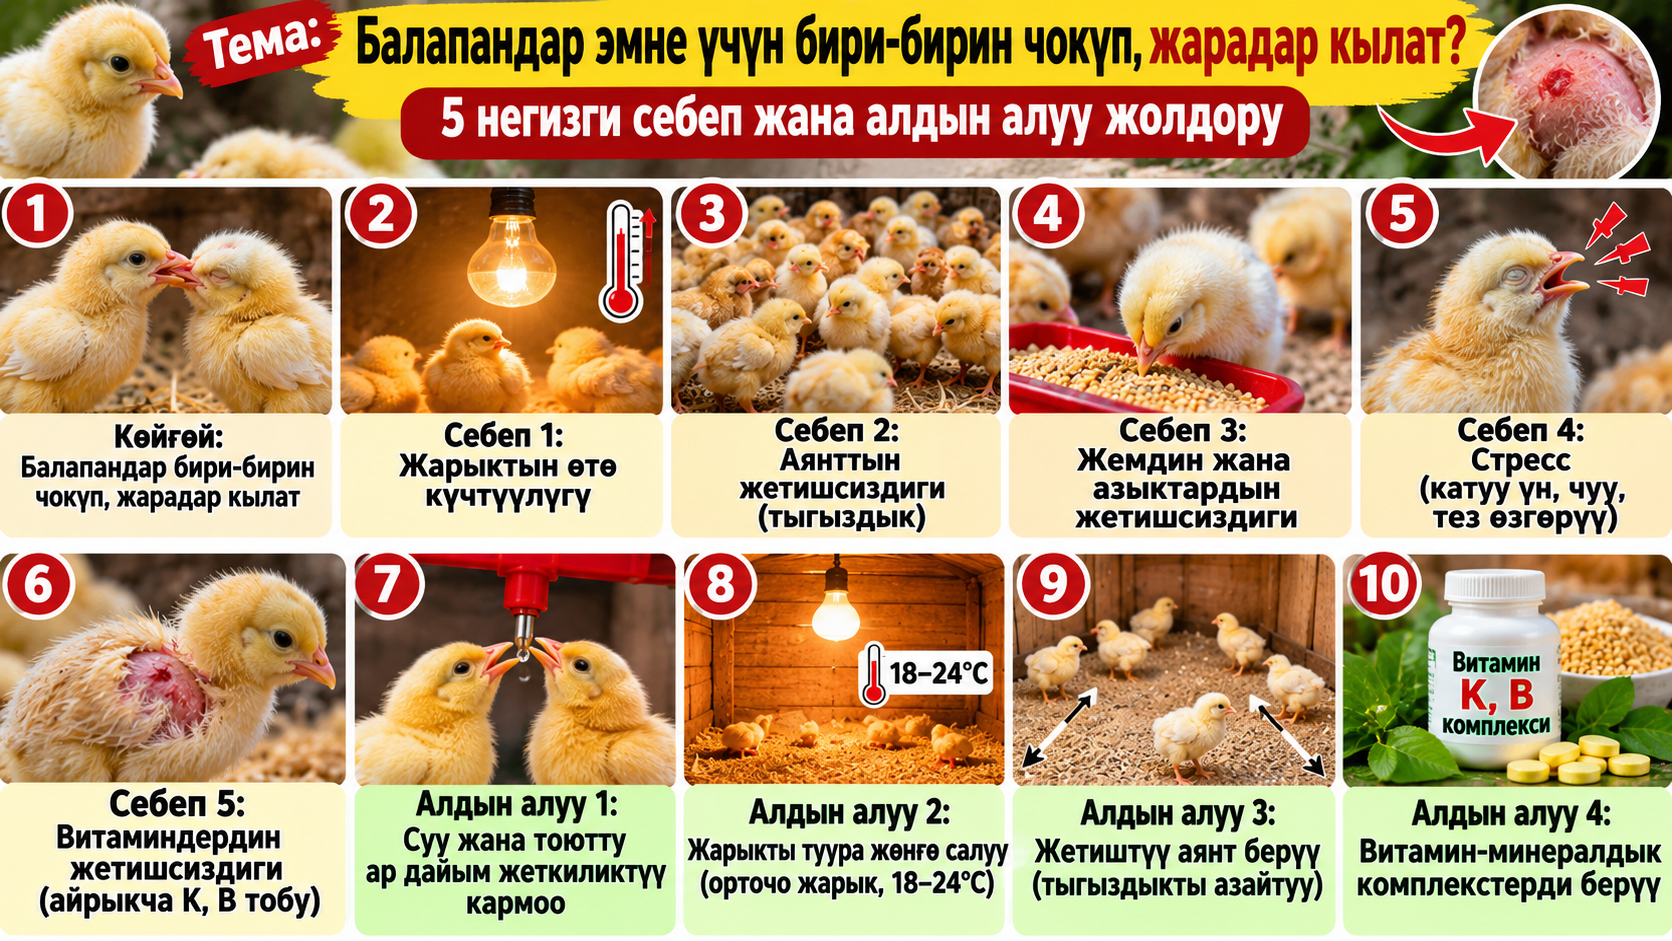 Тема:
Балапандар эмне үчүн бири-бирин чокуп, жарадар кылат?
5 негизги себеп жана алдын алуу жолдору
1
2
3
4
5
Көйғөй:
Балапандар бири-бирин
чокуп, жарадар кылат
Себеп 1:
Жарыктын өтө
күчтүүлүгү
Себеп 2:
Аянттын
жетишсиздиги
(тыгыздык)
Себеп 3:
Жемдин жана
азыктардын
жетишсиздиги
Себеп 4:
Стресс
(катуу үн, чуу,
тез өзгөрүү)
6
7
8
9
10
18–24°C
Витамин
К, В
комплекси
Себеп 5:
Витаминдердин
жетишсиздиги
(айрыкча К, В тобу)
Алдын алуу 1:
Суу жана тоютту
ар дайым жеткиликтүү
кармоо
Алдын алуу 2:
Жарыкты туура жөнғө салуу
(орточо жарык, 18–24°C)
Алдын алуу 3:
Жетиштүү аянт берүү
(тыгыздыкты азайтуу)
Алдын алуу 4:
Витамин-минералдык
комплекстерди берүү